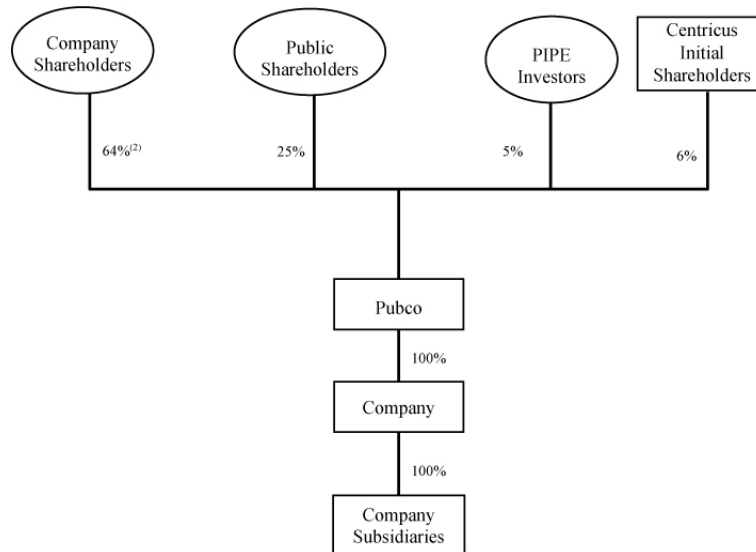 Company
Shareholders
Public
Shareholders
PIPE
Investors
Centricus
Initial
Shareholders
64%(2)
25%
5%
6%
Pubco
100%
Company
100%
Company
Subsidiaries